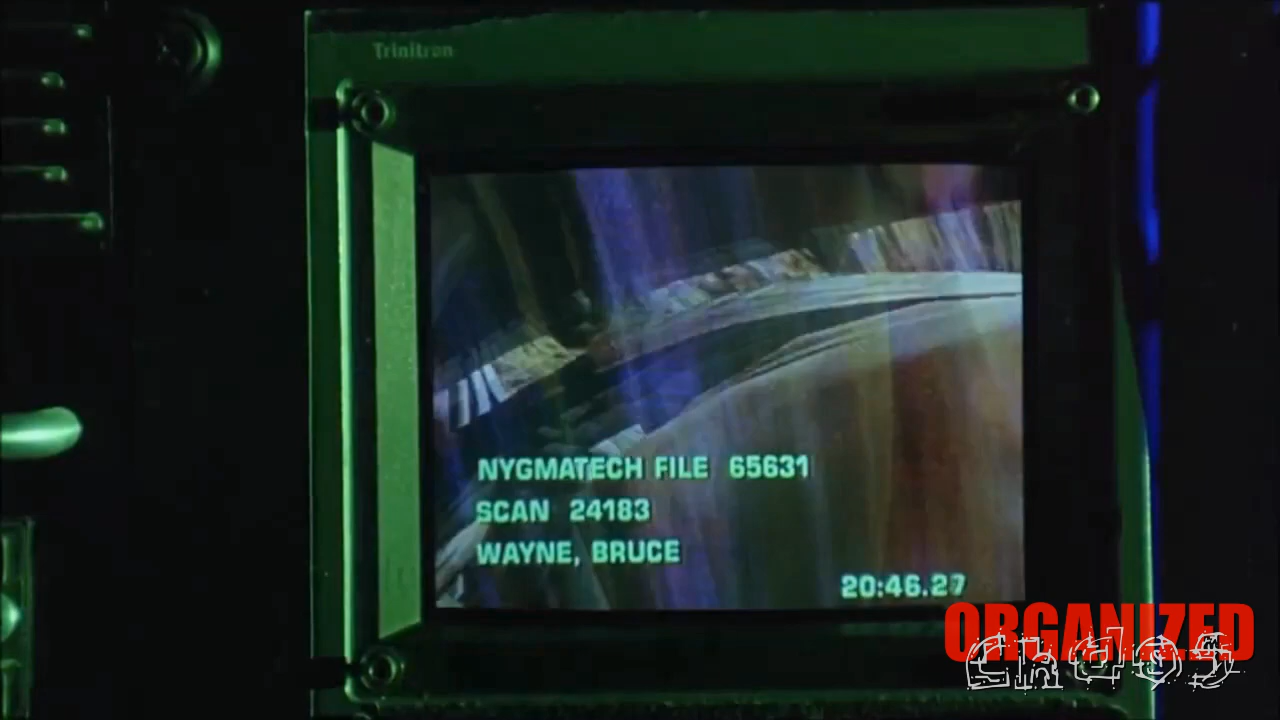 Trinitron
NYGMATECH FILE 65631
SCAN 24183
WAYNE, BRUCE
20:46.27
ORGANIZED
chaos